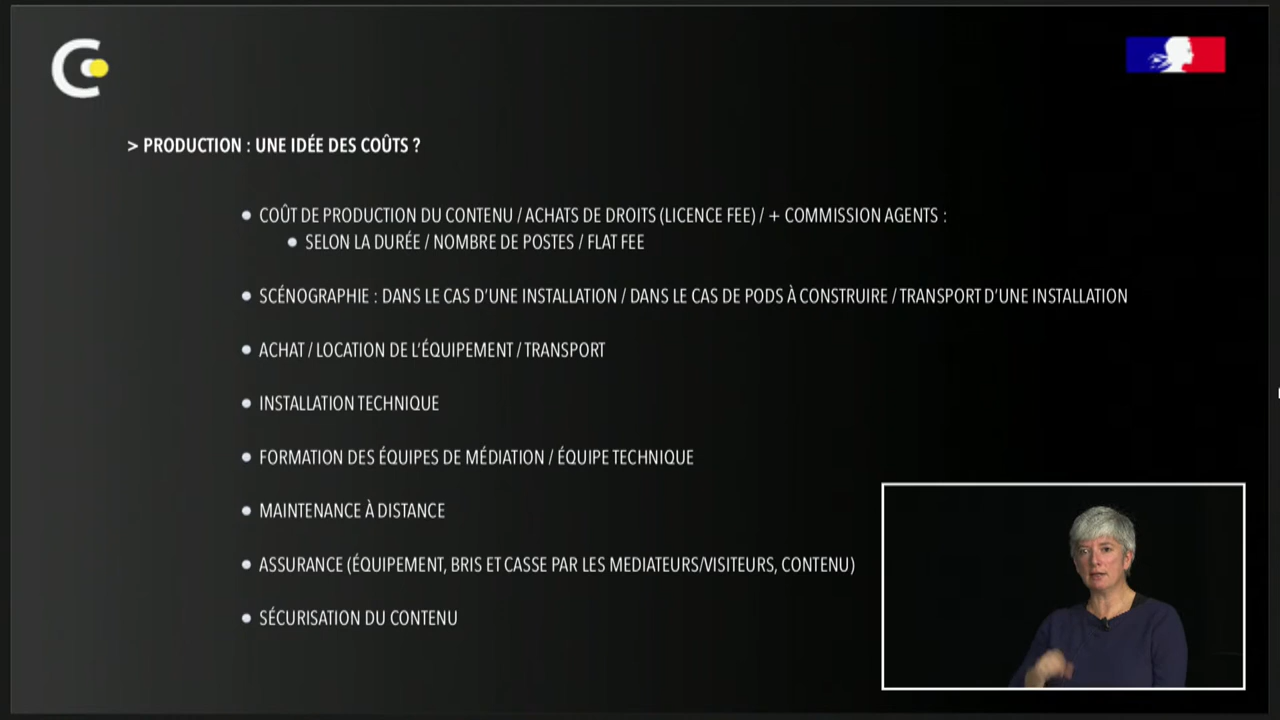 > PRODUCTION : UNE IDÉE DES COÛTS ?
● COÛT DE PRODUCTION DU CONTENU / ACHATS DE DROITS (LICENCE FEE) / + COMMISSION AGENTS :
● SELON LA DURÉE / NOMBRE DE POSTES / FLAT FEE
● SCÉNOGRAPHIE : DANS LE CAS D'UNE INSTALLATION / DANS LE CAS DE PODS À CONSTRUIRE / TRANSPORT D'UNE INSTALLATION
● ACHAT / LOCATION DE L'ÉQUIPEMENT / TRANSPORT
● INSTALLATION TECHNIQUE
● FORMATION DES ÉQUIPES DE MÉDIATION / ÉQUIPE TECHNIQUE
● MAINTENANCE À DISTANCE
● ASSURANCE (ÉQUIPEMENT, BRIS ET CASSE PAR LES MEDIATEURS/VISITEURS, CONTENU)
● SÉCURISATION DU CONTENU